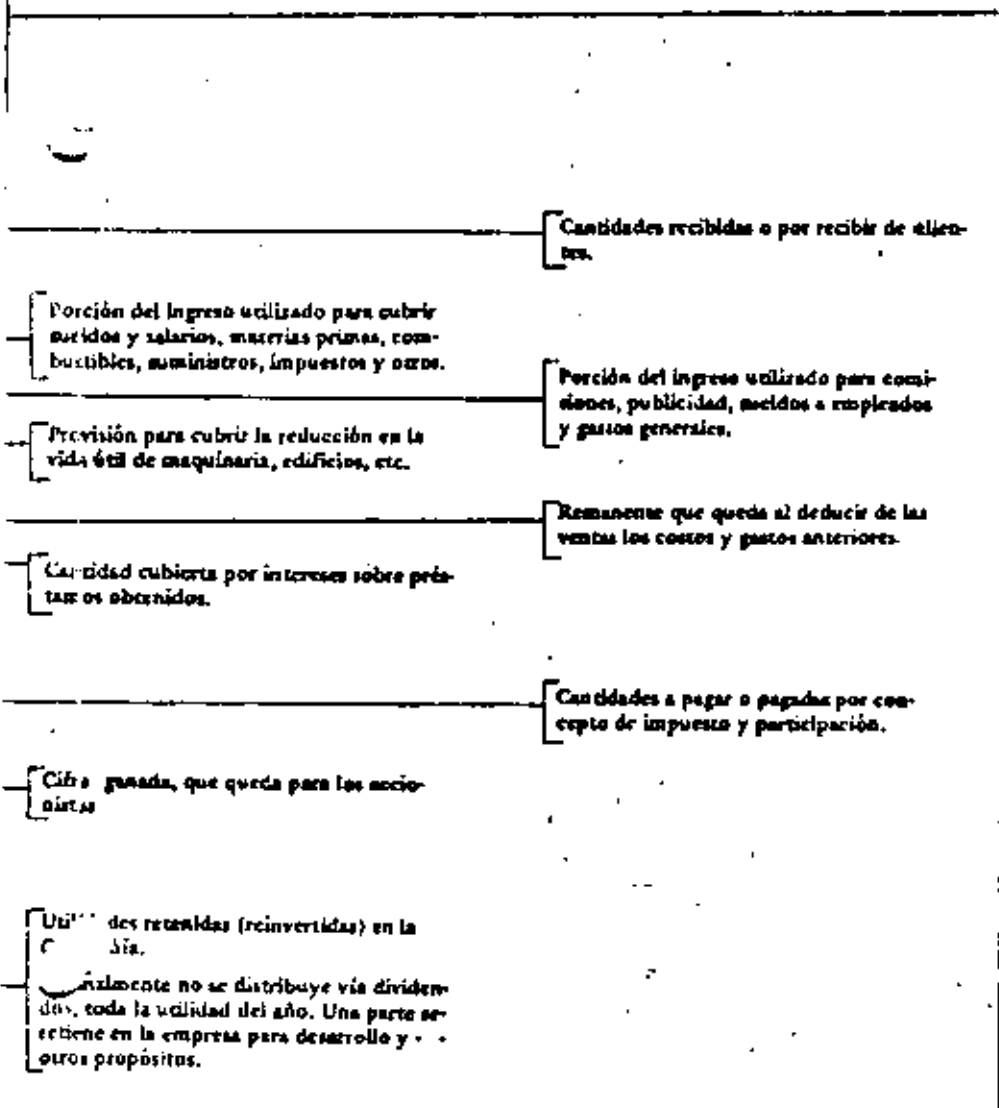 Cantidades recibidas o por recibir de clien-
tes.
Porción del ingreso utilizado para cubrir
sueldos y salarios, materias primas, com-
bustibles, suministros, impuestos y otros.
Porción del ingreso utilizado para comi-
siones, publicidad, sueldos a empleados
y gastos generales.
Provisión para cubrir la reducción en la
vida útil de maquinaria, edificios, etc.
Remanente que queda al deducir de las
ventas los costos y gastos anteriores.
Cantidad cubierta por intereses sobre prés-
tamos obtenidos.
Cantidades a pagar o pagadas por con-
cepto de impuesto y participación.
Cifra ganada, que queda para los accio-
nistas
des retenidas (reinvertidas) en la
no se distribuye vía dividen-
dos, toda la utilidad del año. Una parte se
retiene en la empresa para desarrollo y
otros propósitos.